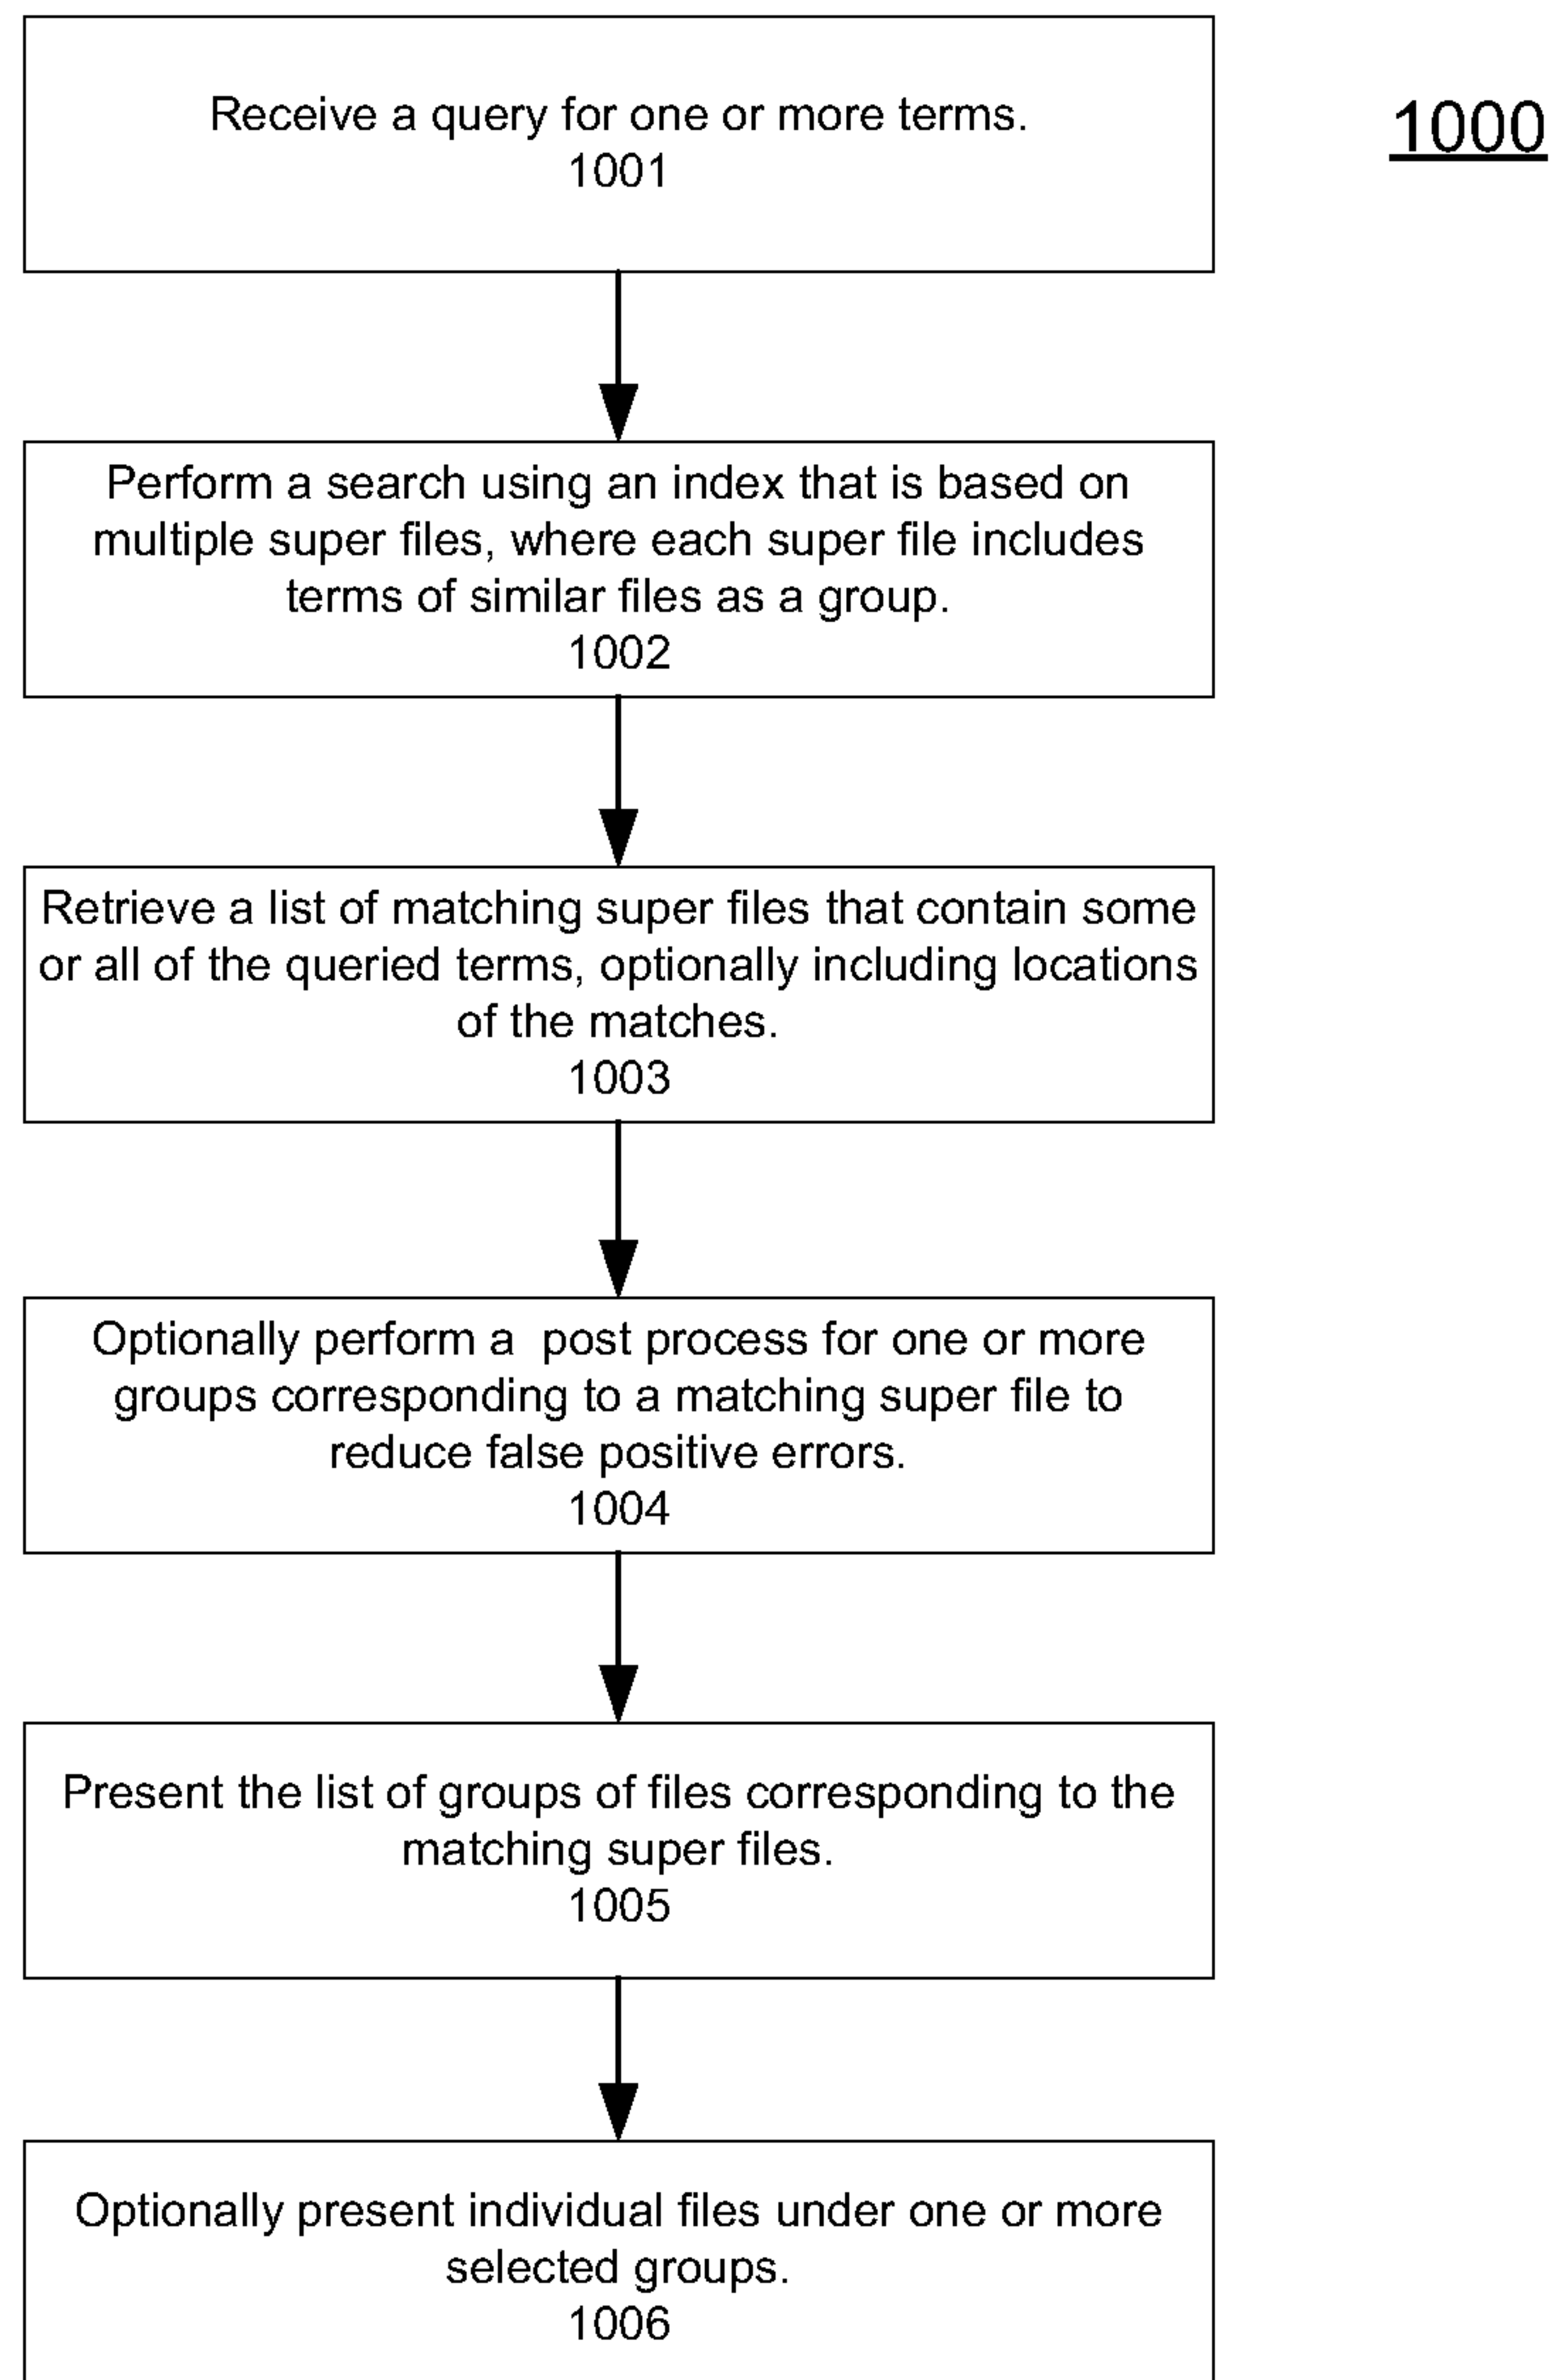 Receive a query for one or more terms.
1001
1000
Perform a search using an index that is based on
multiple super files, where each super file includes
terms of similar files as a group.
1002
Retrieve a list of matching super files that contain some
or all of the queried terms, optionally including locations
of the matches.
1003
Optionally perform a  post process for one or more
groups corresponding to a matching super file to
reduce false positive errors.
1004
Present the list of groups of files corresponding to the
matching super files.
1005
Optionally present individual files under one or more
selected groups.
1006